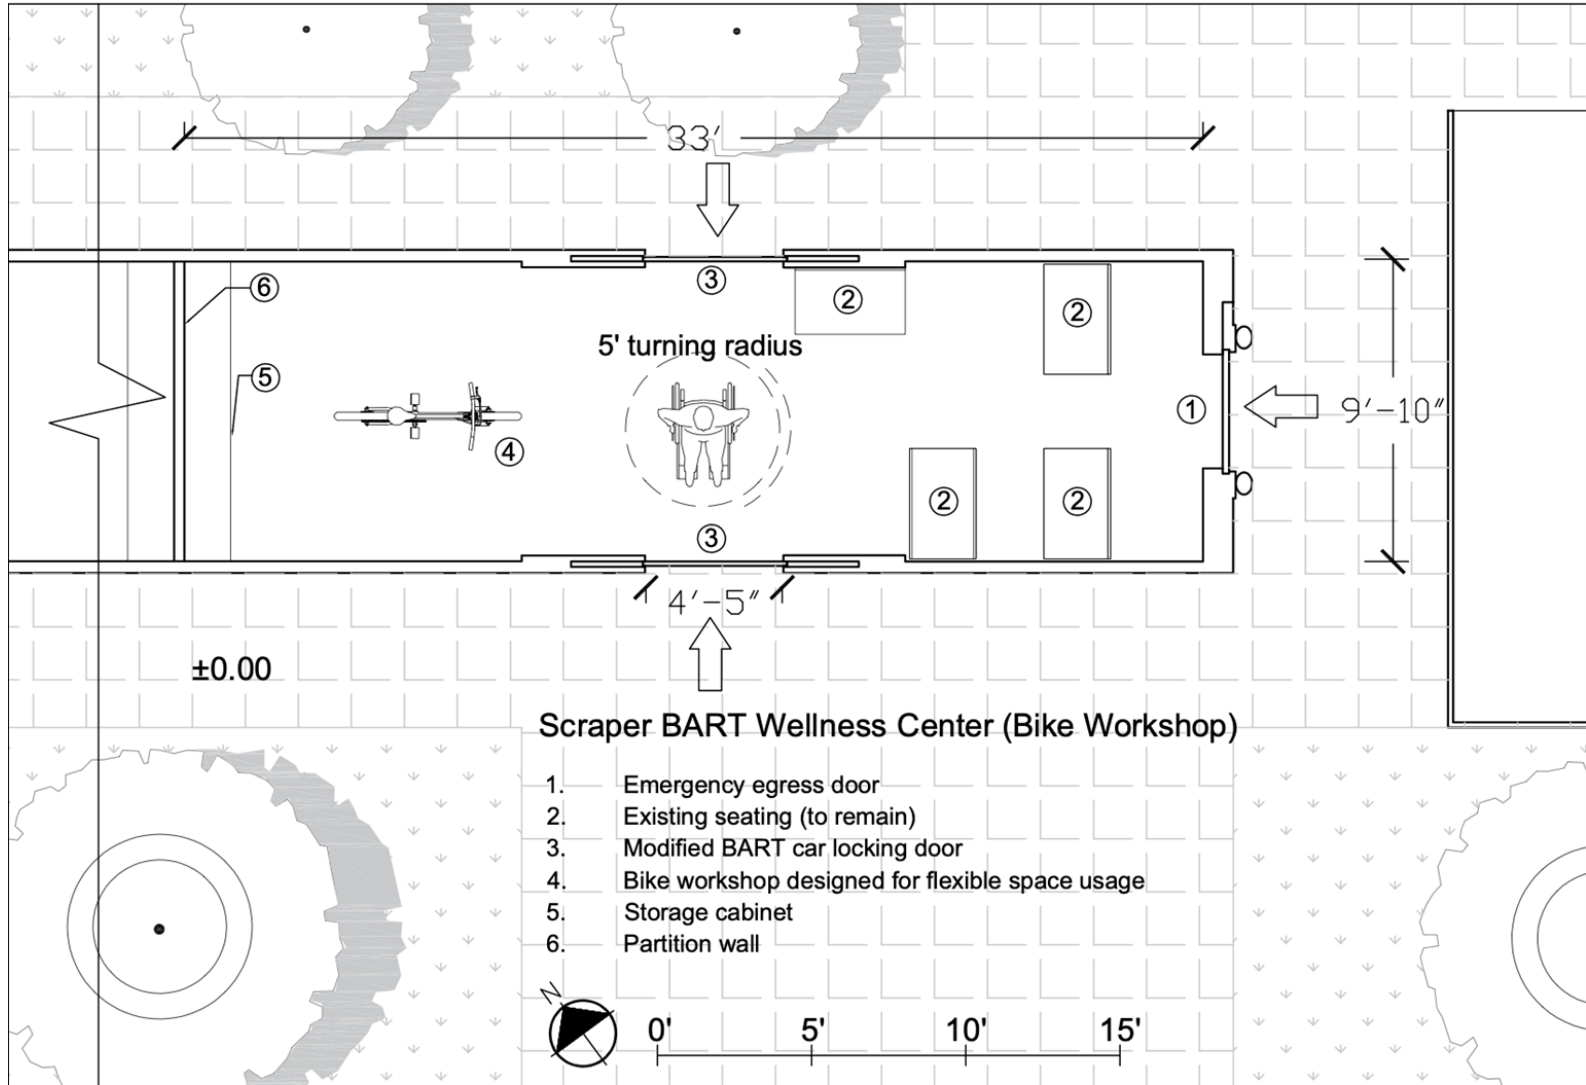 33'
6
3
2
2
5' turning radius
5
1
9'-10"
4
2
2
3
4'-5"
±0.00
Scraper BART Wellness Center (Bike Workshop)
1. Emergency egress door
2. Existing seating (to remain)
3. Modified BART car locking door
4. Bike workshop designed for flexible space usage
5. Storage cabinet
6. Partition wall
N
0' 5' 10' 15'